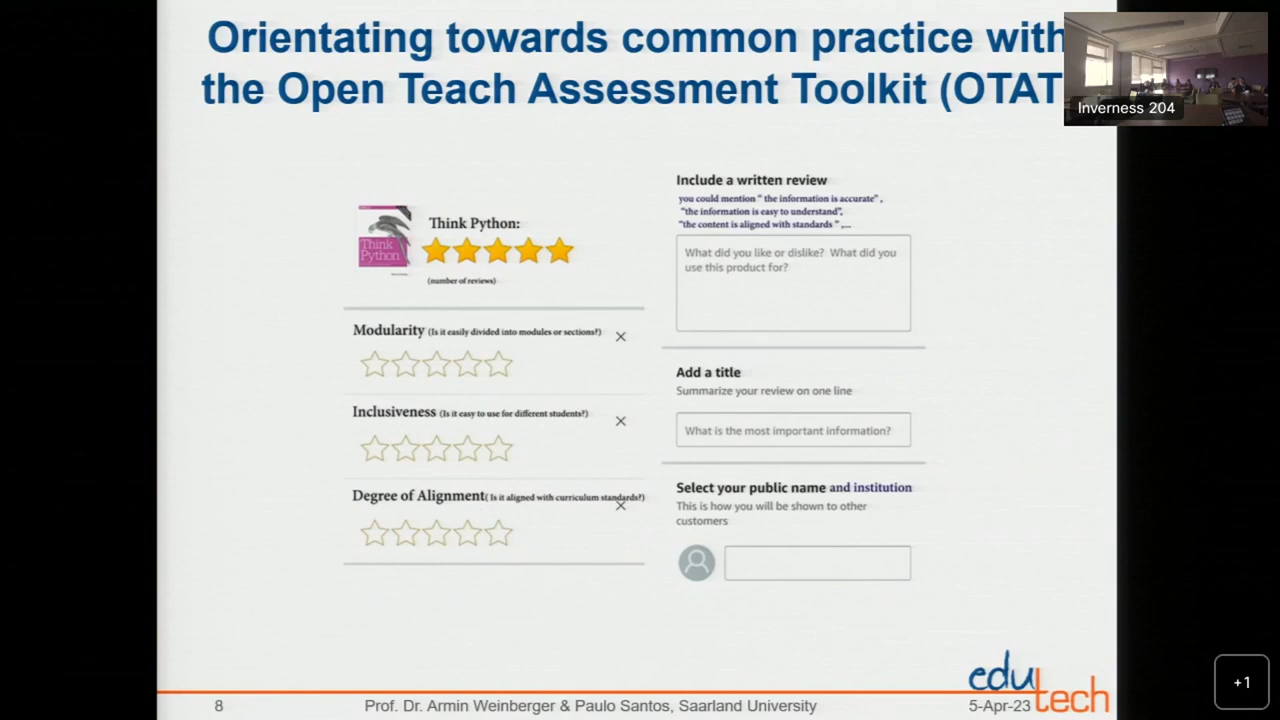 Orientating towards common practice with
the Open Teach Assessment Toolkit (OTAT
Inverness 204
Think
Python
Think Python:
(number of reviews)
Modularity (Is it easily divided into modules or sections?)
Inclusiveness (Is it easy to use for different students?)
Degree of Alignment( Is it aligned with curriculum standards?)
Include a written review
you could mention " the information is accurate" ,
"the information is easy to understand",
"the content is aligned with standards " ,...
What did you like or dislike? What did you
use this product for?
Add a title
Summarize your review on one line
What is the most important information?
Select your public name and institution
This is how you will be shown to other
customers
8
Prof. Dr. Armin Weinberger & Paulo Santos, Saarland University
5-Apr-23
edu
tech
+1